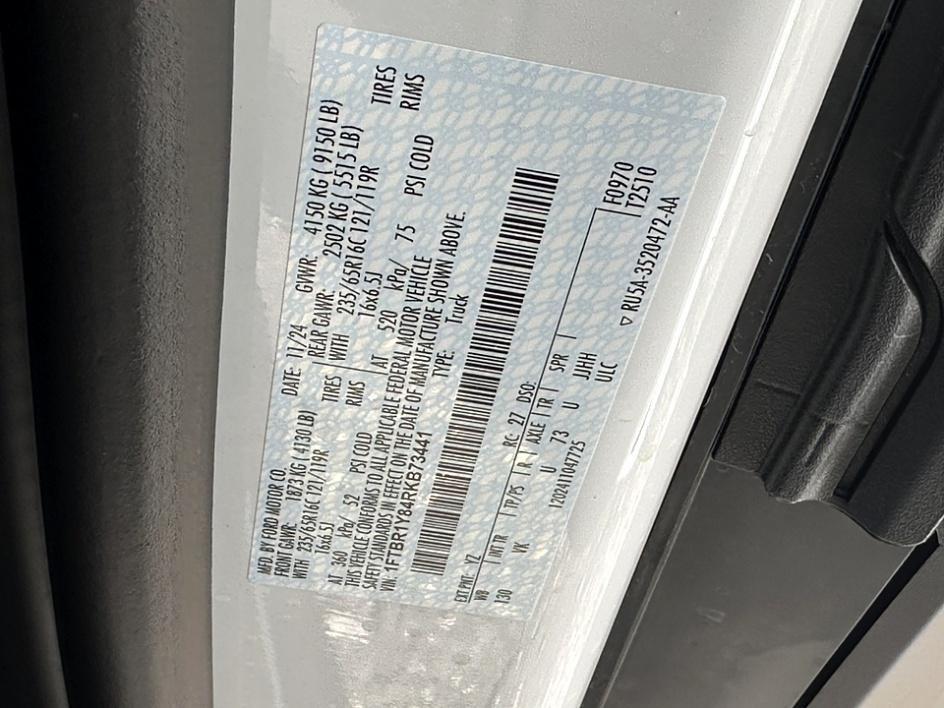 MFD. BY FORD MOTOR CO.
DATE: 11/24 GVWR: 4150 KG ( 9150 LB)
FRONT GAWR: 1873 KG ( 4130 LB)
REAR GAWR: 2502 KG ( 5515 LB)
WITH 235/65R16C 121/119R TIRES
WITH 235/65R16C 121/119R TIRES
16x6.5J RIMS
16x6.5J RIMS
AT 360 kPa/ 52 PSI COLD
AT 520 kPa/ 75 PSI COLD
THIS VEHICLE CONFORMS TO ALL APPLICABLE FEDERAL MOTOR VEHICLE
SAFETY STANDARDS IN EFFECT ON THE DATE OF MANUFACTURE SHOWN ABOVE.
VIN: 1FTBR1Y84RKB73441
TYPE: Truck
EXT PNT: YZ RC: 27 DSO: F0970
WB INT TR TP/PS R AXLE TR SPR T2510
130 VK U 73 U JJHH
1202411047725 ULC
▽ RU5A-3520472-AA